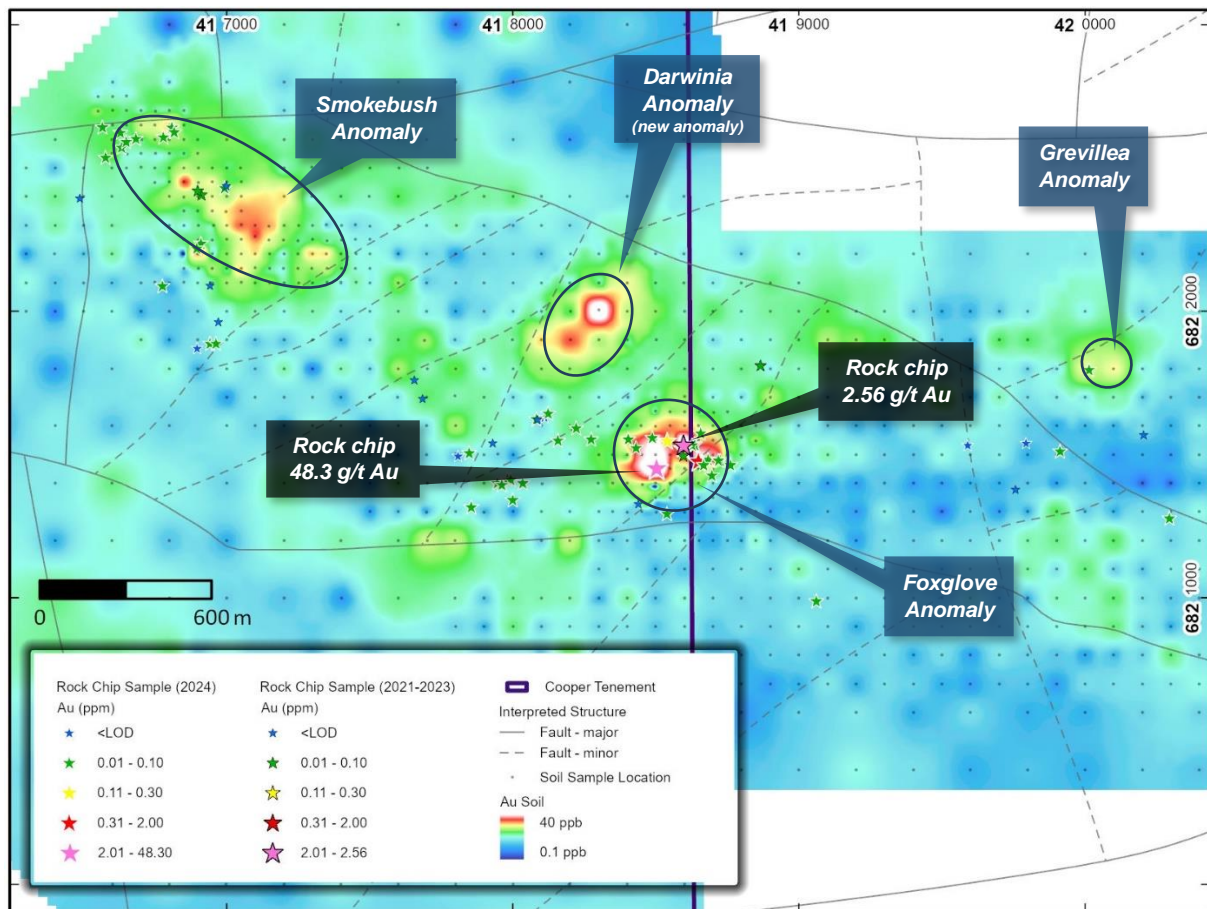 41 7000
41 8000
41 9000
42 0000
Smokebush
Anomaly
Darwinia
Anomaly
(new anomaly)
Grevillea
Anomaly
682 2000
Rock chip
2.56 g/t Au
Rock chip
48.3 g/t Au
Foxglove
Anomaly
682 1000
0
600 m
Rock Chip Sample (2024)
Au (ppm)
<LOD
0.01 - 0.10
0.11 - 0.30
0.31 - 2.00
2.01 - 48.30
Rock Chip Sample (2021-2023)
Au (ppm)
<LOD
0.01 - 0.10
0.11 - 0.30
0.31 - 2.00
2.01 - 2.56
Cooper Tenement
Interpreted Structure
Fault - major
Fault - minor
Soil Sample Location
Au Soil
40 ppb
0.1 ppb